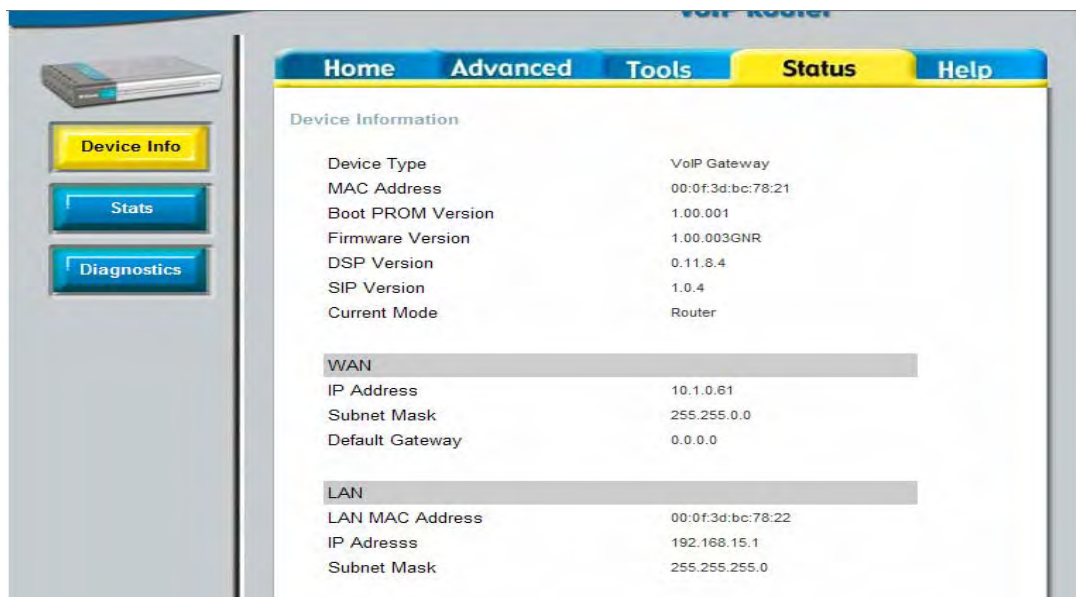 VoIP Router
Home Advanced Tools Status Help
Device Info
Stats
Diagnostics
Device Information
Device Type VoIP Gateway
MAC Address 00:0f:3d:bc:78:21
Boot PROM Version 1.00.001
Firmware Version 1.00.003GNR
DSP Version 0.11.8.4
SIP Version 1.0.4
Current Mode Router
WAN
IP Address 10.1.0.61
Subnet Mask 255.255.0.0
Default Gateway 0.0.0.0
LAN
LAN MAC Address 00:0f:3d:bc:78:22
IP Adresss 192.168.15.1
Subnet Mask 255.255.255.0